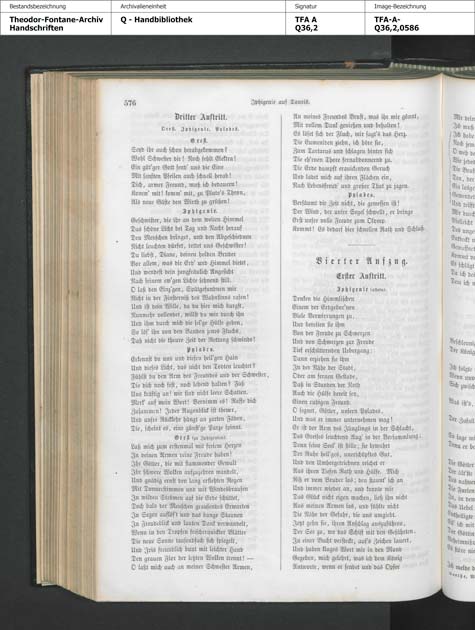 Bestandsbezeichnung
Theodor-Fontane-Archiv
Handschriften
Archivalieneinheit
Q - Handbibliothek
Signatur
TFA A
Q36,2
Image-Bezeichnung
TFA-A-
Q36,2,0586
576
Iphigenie auf Tauris.
Dritter Auftritt.
Orest. Iphigenie. Pylades.
Orest.
Seyd ihr auch schon herabgekommen?
Wohl Schwester dir! Noch fehlt Elektra!
Ein güt'ger Gott send' uns die Eine
Mit sanften Pfeilen auch schnell herab!
Dich, armer Freund, muß ich bedauern!
Komm mit! komm mit, zu Pluto's Thron,
Als neue Gäste den Wirth zu grüßen!
Iphigenie.
Geschwister, die ihr an dem weiten Himmel
Das schöne Licht bei Tag und Nacht herauf
Den Menschen bringet, und den Abgeschiednen
Nicht leuchten dürfet, rettet uns Geschwister!
Du liebst, Diana, deinen holden Bruder
Vor allem, was dir Erd' und Himmel bietet,
Und wendest dein jungfräulich Angesicht
Nach seinem ew'gen Lichte sehnend still.
O laß den Einz'gen, Spätgefundnen mir
Nicht in der Finsterniß des Wahnsinns rasen!
Und ist dein Wille, da du hier mich bargst,
Nunmehr vollendet, willst du mir durch ihn
Und ihm durch mich die sel'ge Hülfe geben,
So lös' ihn von den Banden jenes Fluchs,
Daß nicht die theure Zeit der Rettung schwinde!
Pylades.
Erkennst du uns und diesen heil'gen Hain
Und dieses Licht, das nicht den Todten leuchtet?
Fühlst du den Arm des Freundes und der Schwester,
Die dich noch fest, noch lebend halten? Faß
Uns kräftig an; wir sind nicht leere Schatten.
Merk' auf mein Wort! Vernimm es! Raffe dich
Zusammen! Jeder Augenblick ist theuer,
Und unsre Rückkehr hängt an zarten Fäden,
Die, scheint es, eine günst'ge Parze spinnt.
Orest (zu Iphigenien).
Laß mich zum erstenmal mit freiem Herzen
In deinen Armen reine Freude haben!
Ihr Götter, die mit flammender Gewalt
Ihr schwere Wolken aufzuzehren wandelt,
Und gnädig ernst den lang erflehten Regen
Mit Donnerstimmen und mit Windesbrausen
In wilden Strömen auf die Erde schüttet,
Doch bald der Menschen grausendes Erwarten
In Segen auflöst und das bange Staunen
In Freudeblick und lauten Dank verwandelt,
Wenn in den Tropfen frischerquickter Blätter
Die neue Sonne tausendfach sich spiegelt,
Und Iris freundlich bunt mit leichter Hand
Den grauen Flor der letzten Wolken trennt! —
O laßt mich auch an meiner Schwester Armen,
An meines Freundes Brust, was ihr mir gönnt,
Mit vollem Dank genießen und behalten!
Es löset sich der Fluch, mir sagt's das Herz.
Die Eumeniden ziehn, ich höre sie,
Zum Tartarus und schlagen hinter sich
Die eh'rnen Thore fernabdonnernd zu.
Die Erde dampft erquickenden Geruch
Und ladet mich auf ihren Flächen ein,
Nach Lebensfreud' und großer That zu jagen.
Pylades.
Versäumt die Zeit nicht, die gemessen ist!
Der Wind, der unsre Segel schwellt, er bringe
Erst unsre volle Freude zum Olymp.
Kommt! Es bedarf hier schnellen Rath und Schluß.
Vierter Aufzug.
Erster Auftritt.
Iphigenie (allein).
Denken die Himmlischen
Einem der Erdgebornen
Viele Verwirrungen zu,
Und bereiten sie ihm
Von der Freude zu Schmerzen
Und von Schmerzen zur Freude
Tief erschütternden Uebergang:
Dann erziehen sie ihm
In der Nähe der Stadt,
Oder am fernen Gestade,
Daß in Stunden der Noth
Auch die Hülfe bereit sey,
Einen ruhigen Freund.
O segnet, Götter, unsern Pylades,
Und was er immer unternehmen mag!
Er ist der Arm des Jünglings in der Schlacht,
Des Greises leuchtend Aug' in der Versammlung:
Denn seine Seel' ist stille; sie bewahret
Der Ruhe heil'ges, unerschöpftes Gut,
Und den Umhergetriebnen reichet er
Aus ihren Tiefen Rath und Hülfe. Mich
Riß er vom Bruder los; den staunt' ich an
Und immer wieder an, und konnte mir
Das Glück nicht eigen machen, ließ ihn nicht
Aus meinen Armen los, und fühlte nicht
Die Nähe der Gefahr, die uns umgiebt.
Jetzt gehn sie, ihren Anschlag auszuführen,
Der See zu, wo das Schiff mit den Gefährten,
In einer Bucht versteckt, auf's Zeichen lauert,
Und haben kluges Wort mir in den Mund
Gegeben, mich gelehrt, was ich dem König
Antworte, wenn er sendet und das Opfer